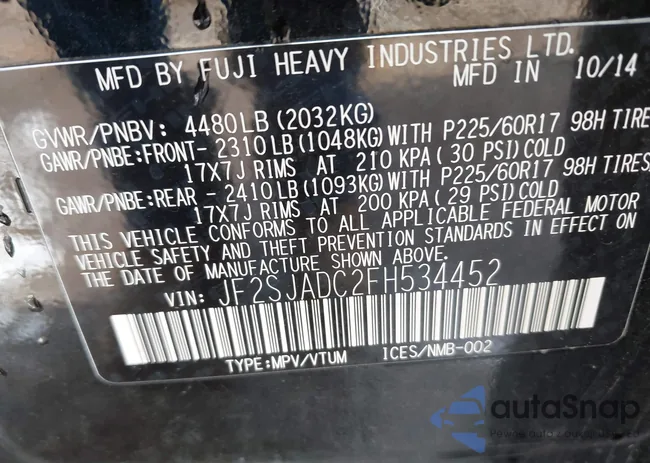 MFD BY FUJI HEAVY INDUSTRIES LTD.
MFD IN 10/14
GVWR/PNBV: 4480LB(2032KG)
GAWR/PNBE:FRONT- 2310LB(1048KG)WITH P225/60R17 98H TIRE
17X7J RIMS AT 210 KPA( 30 PSI)COLD
GAWR/PNBE:REAR -2410LB(1093KG)WITH P225/60R17 98H TIRES
17X7J RIMS AT 200 KPA( 29 PSI)COLD
THIS VEHICLE CONFORMS TO ALL APPLICABLE FEDERAL MOTOR
VEHICLE SAFETY AND THEFT PREVENTION STANDARDS IN EFFECT ON
THE DATE OF MANUFACTURE SHOWN ABOVE.
VIN: JF2SJADC2FH534452
TYPE:MPV/VTUM ICES/NMB-002
autoSnap